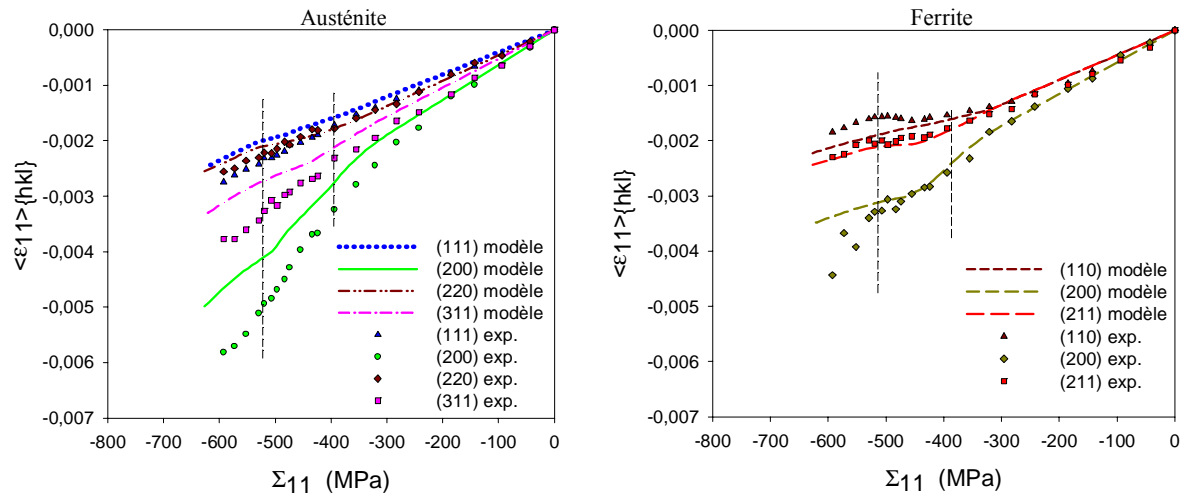 Austénite
0,000
-0,001
-0,002
-0,003
-0,004
-0,005
-0,006
-0,007
<ε11>{hkl}
(111) modèle
(200) modèle
(220) modèle
(311) modèle
(111) exp.
(200) exp.
(220) exp.
(311) exp.
-800 -700 -600 -500 -400 -300 -200 -100 0
Σ11 (MPa)
Ferrite
0,000
-0,001
-0,002
-0,003
-0,004
-0,005
-0,006
-0,007
<ε11>{hkl}
(110) modèle
(200) modèle
(211) modèle
(110) exp.
(200) exp.
(211) exp.
-800 -700 -600 -500 -400 -300 -200 -100 0
Σ11 (MPa)